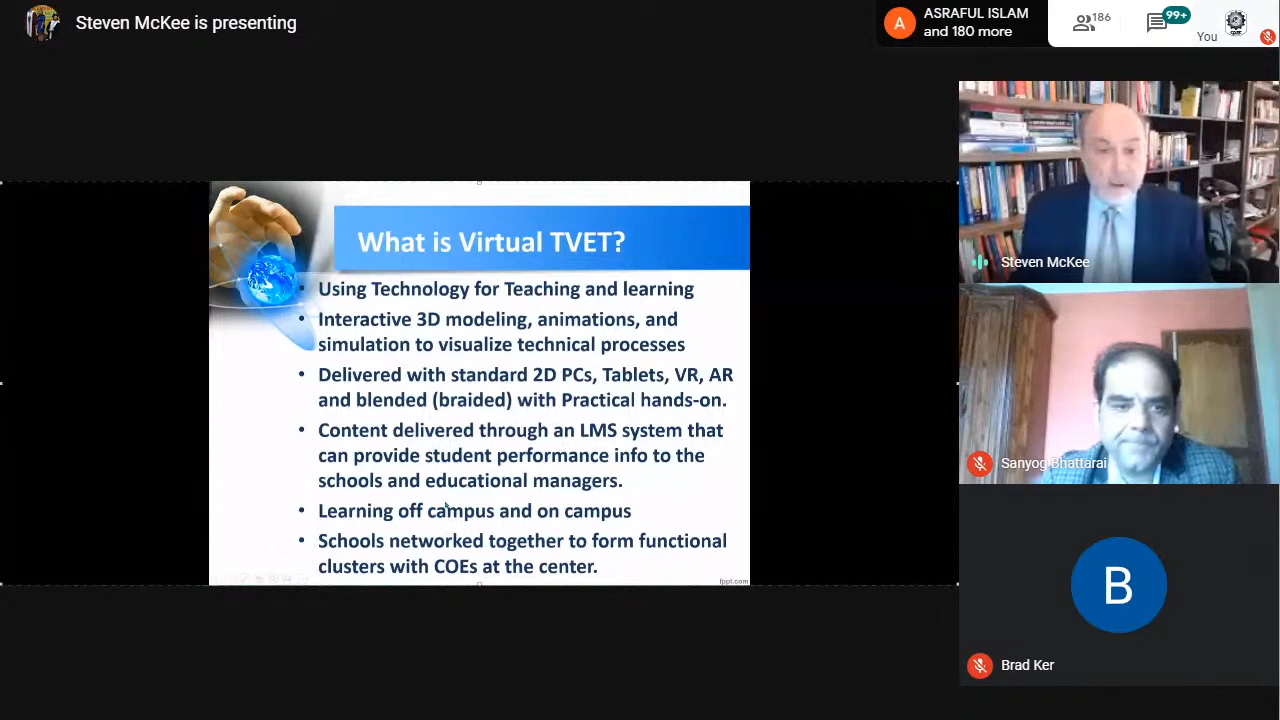 Steven McKee is presenting
A
ASRAFUL ISLAM
and 180 more
186
99+
You
What is Virtual TVET?
• Using Technology for Teaching and learning
• Interactive 3D modeling, animations, and
simulation to visualize technical processes
• Delivered with standard 2D PCs, Tablets, VR, AR
and blended (braided) with Practical hands-on.
• Content delivered through an LMS system that
can provide student performance info to the
schools and educational managers.
• Learning off campus and on campus
• Schools networked together to form functional
clusters with COEs at the center.
fppt.com
Steven McKee
Sanyog Bhattarai
B
Brad Ker